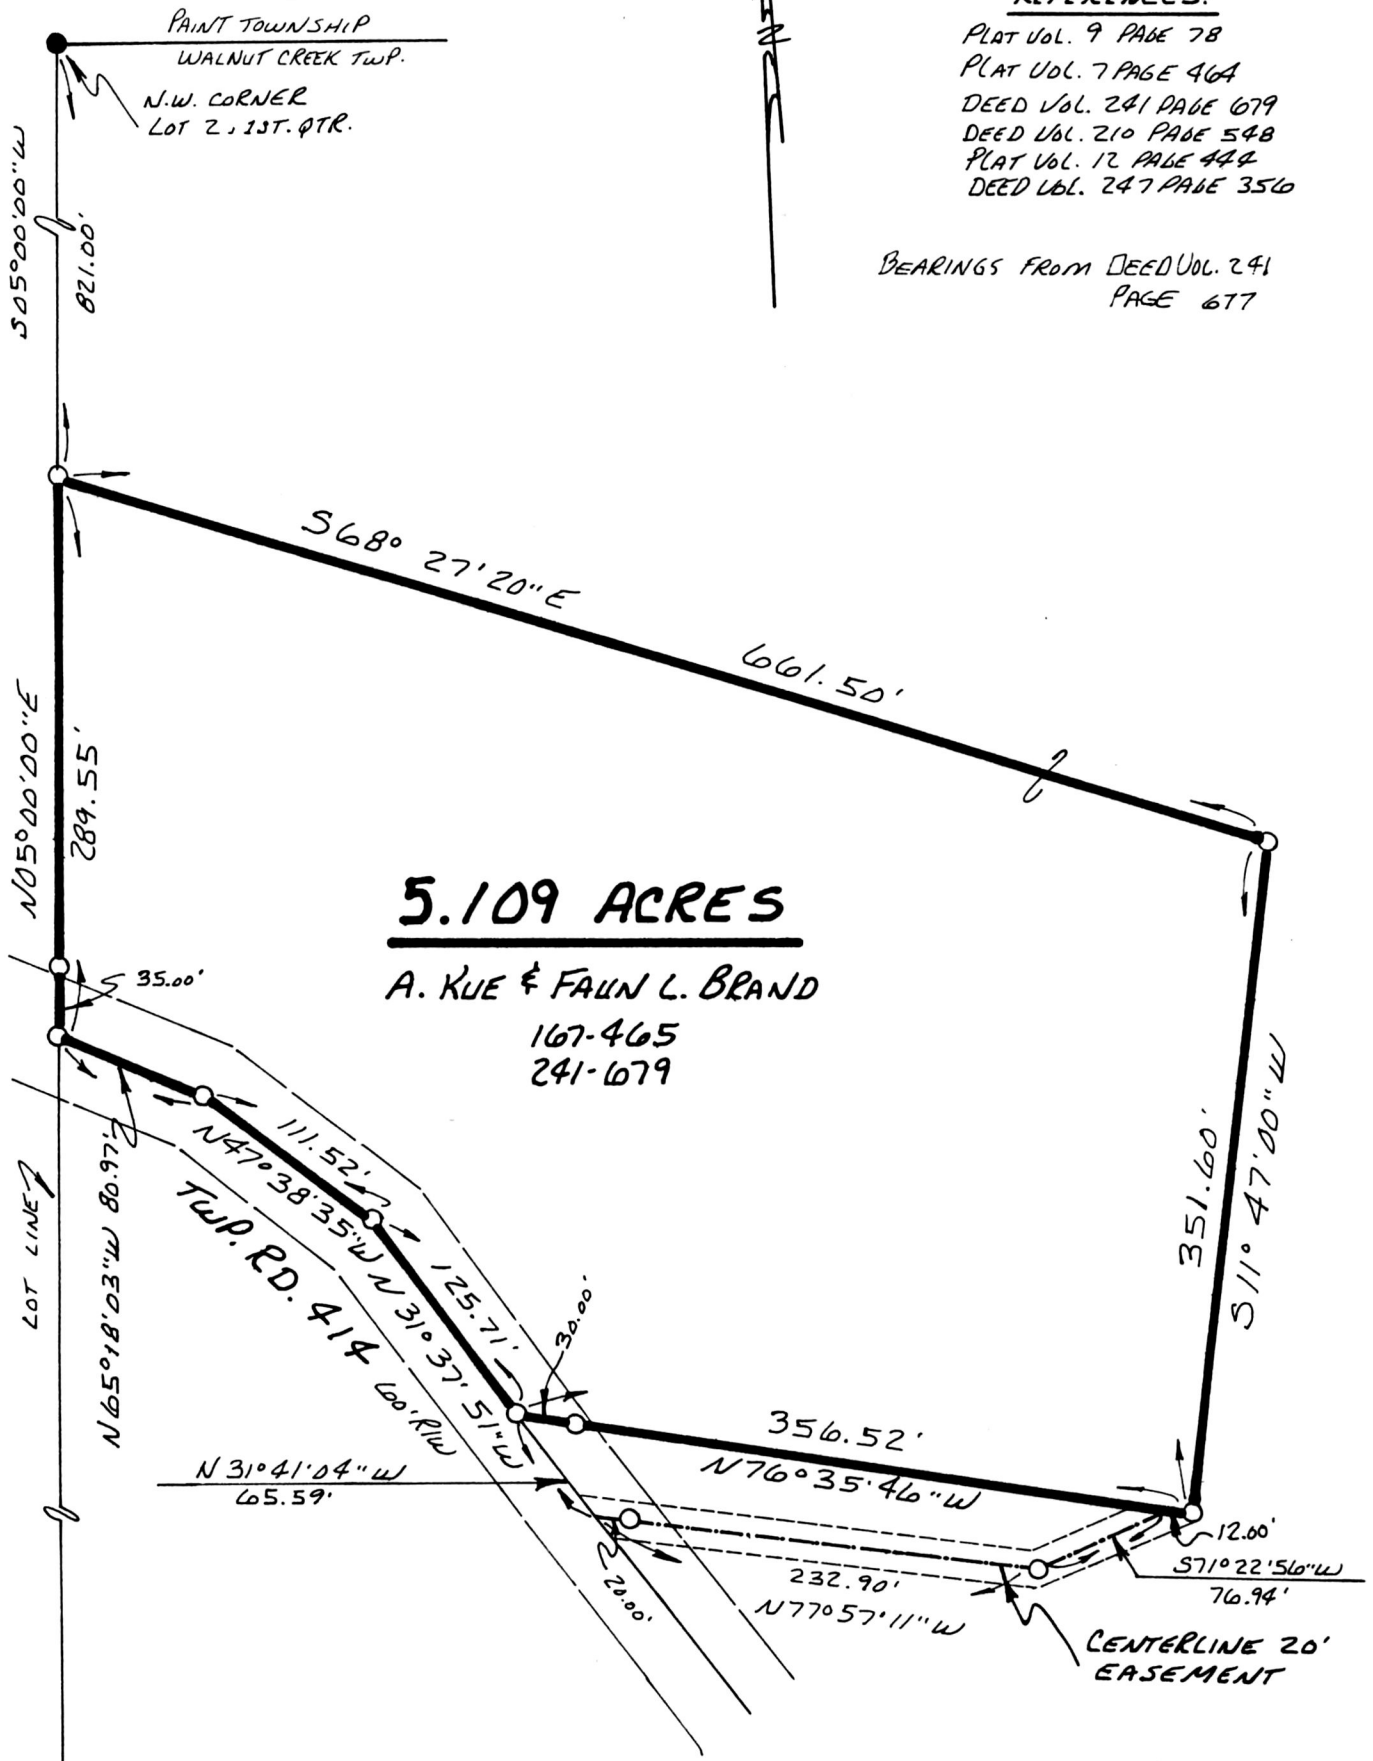 PAINT TOWNSHIP
WALNUT CREEK TWP.
N.W. CORNER
LOT 2, 1ST. QTR.
N
REFERENCES:
PLAT VOL. 9 PAGE 78
PLAT VOL. 7 PAGE 464
DEED VOL. 241 PAGE 679
DEED VOL. 210 PAGE 548
PLAT VOL. 12 PAGE 444
DEED VOL. 247 PAGE 356
BEARINGS FROM DEED VOL. 241
PAGE 677
S05°00'00"W
821.00'
S68° 27'20"E
661.50'
N05°00'00"E
289.55'
5.109 ACRES
A. KUE & FAUN L. BRAND
167-465
241-679
35.00'
N65°18'03"W 80.97'
111.52'
N47°38'35"W
125.71'
N31°37'51"W
TWP. RD. 414
60' R/W
LOT LINE
30.00'
351.60'
S11° 47'00"W
356.52'
N76°35'46"W
N31°41'04"W
65.59'
20.00'
232.90'
N77°57'11"W
12.00'
S71°22'56"W
76.94'
CENTERLINE 20'
EASEMENT